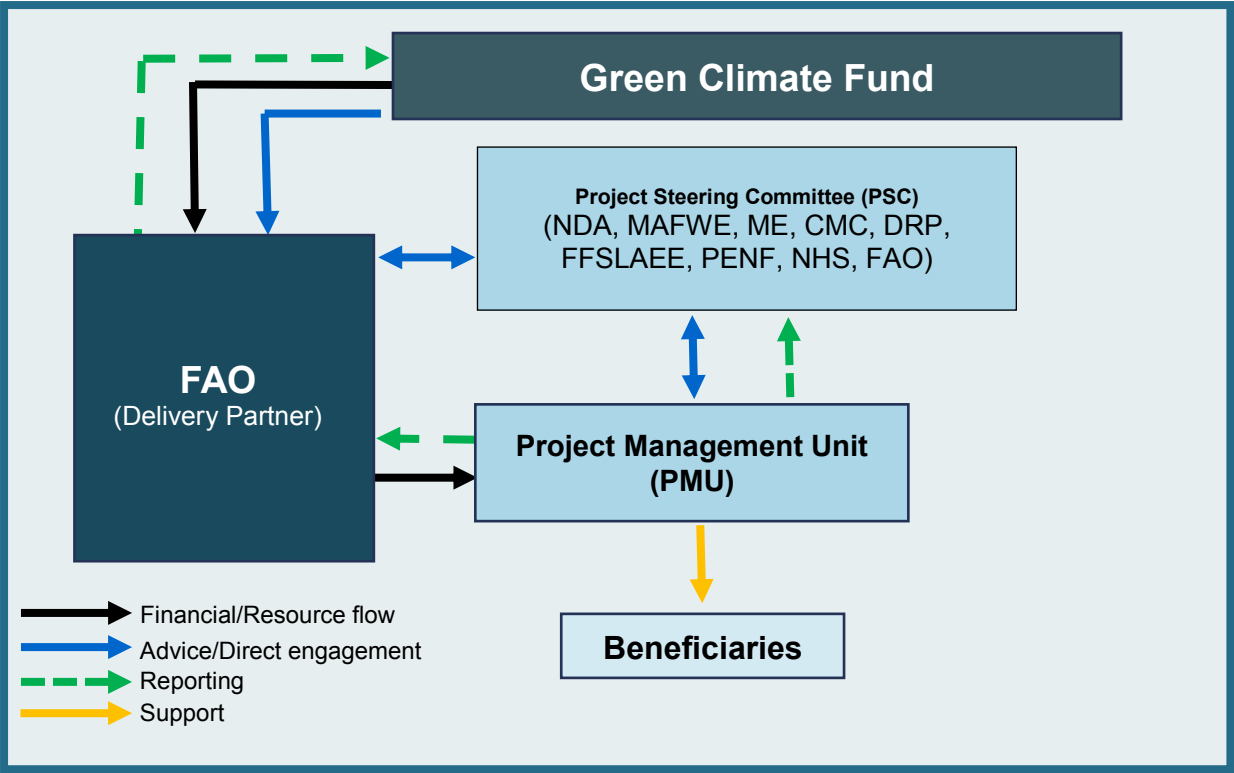 Green Climate Fund
Project Steering Committee (PSC)
(NDA, MAFWE, ME, CMC, DRP,
FFSLAEE, PENF, NHS, FAO)
FAO
(Delivery Partner)
Project Management Unit
(PMU)
Beneficiaries
Financial/Resource flow
Advice/Direct engagement
Reporting
Support